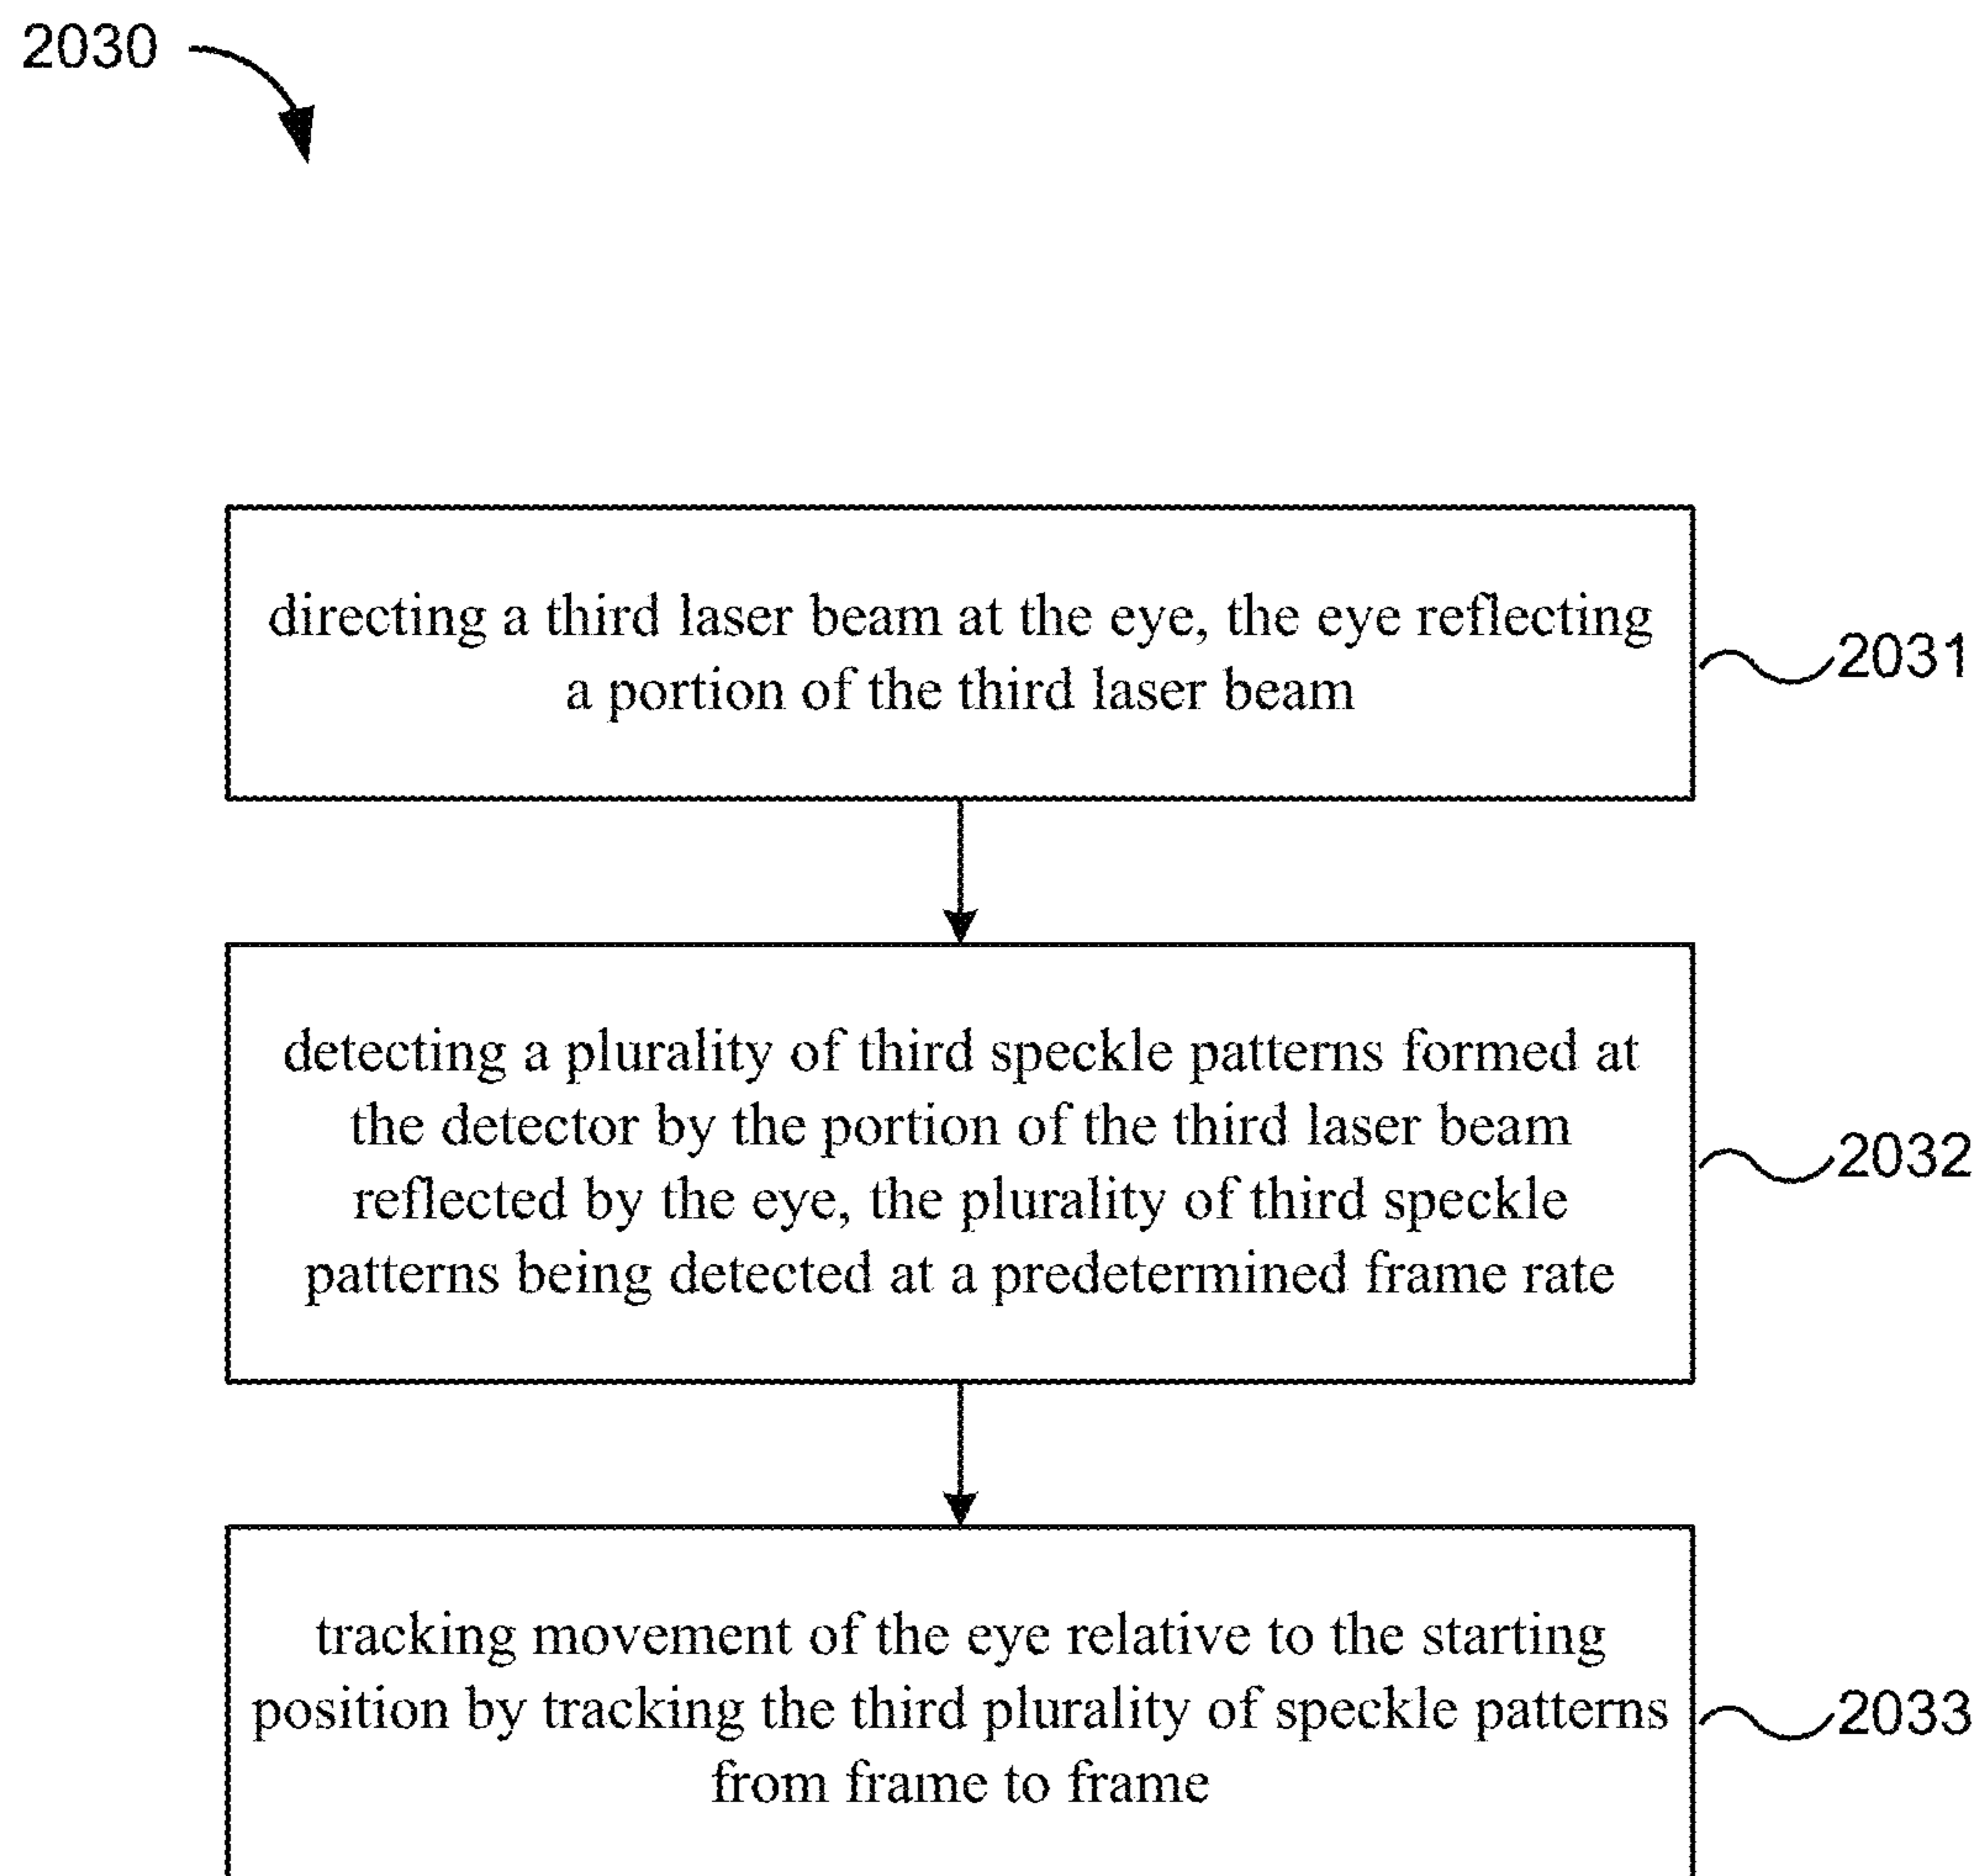 2030
directing a third laser beam at the eye, the eye reflecting
a portion of the third laser beam
2031
detecting a plurality of third speckle patterns formed at
the detector by the portion of the third laser beam
reflected by the eye, the plurality of third speckle
patterns being detected at a predetermined frame rate
2032
tracking movement of the eye relative to the starting
position by tracking the third plurality of speckle patterns
from frame to frame
2033